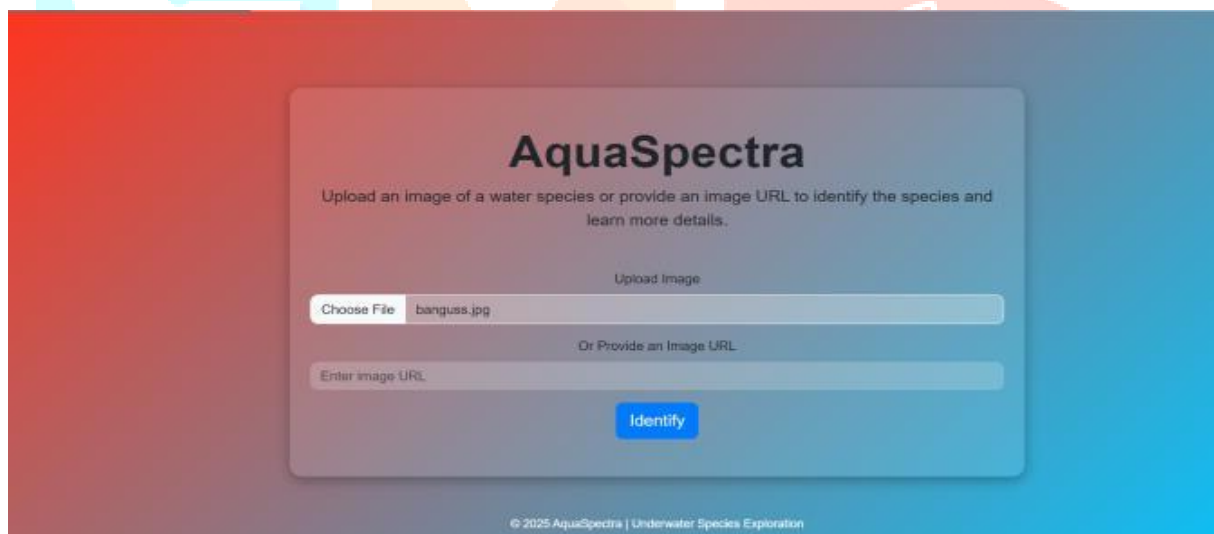 AquaSpectra
Upload an image of a water species or provide an image URL to identify the species and
learn more details.
Upload Image
Choose File banguss.jpg
Or Provide an Image URL
Enter image URL
Identify
© 2025 AquaSpectra | Underwater Species Exploration